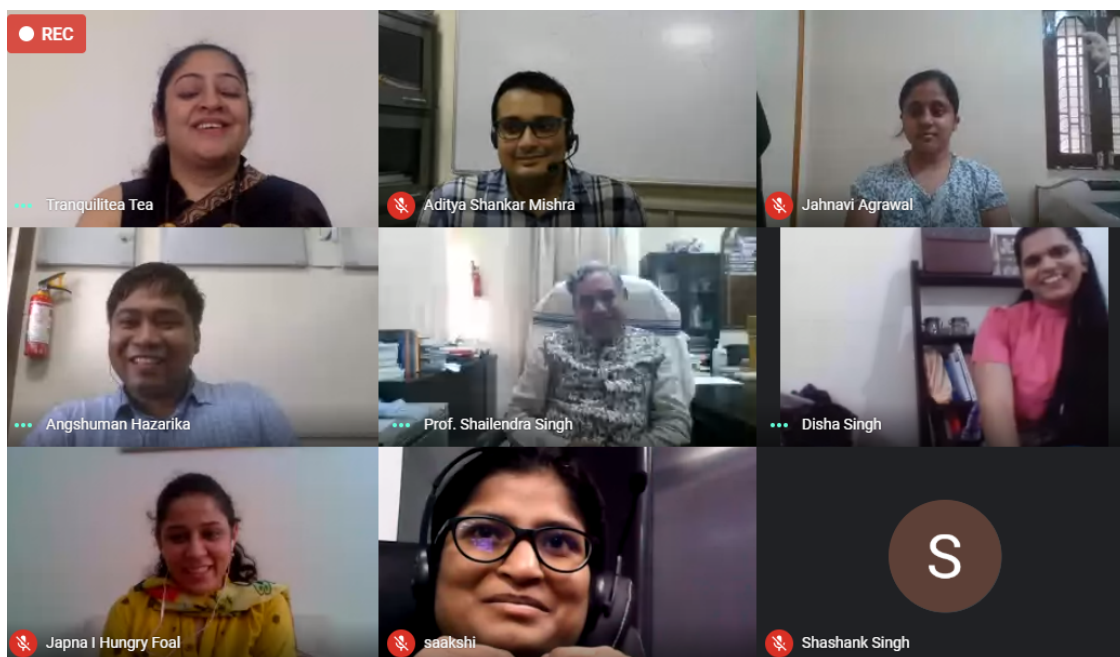 REC
Tranquilitea Tea
Aditya Shankar Mishra
Jahnavi Agrawal
Angshuman Hazarika
Prof. Shailendra Singh
Disha Singh
S
Japna I Hungry Foal
saakshi
Shashank Singh